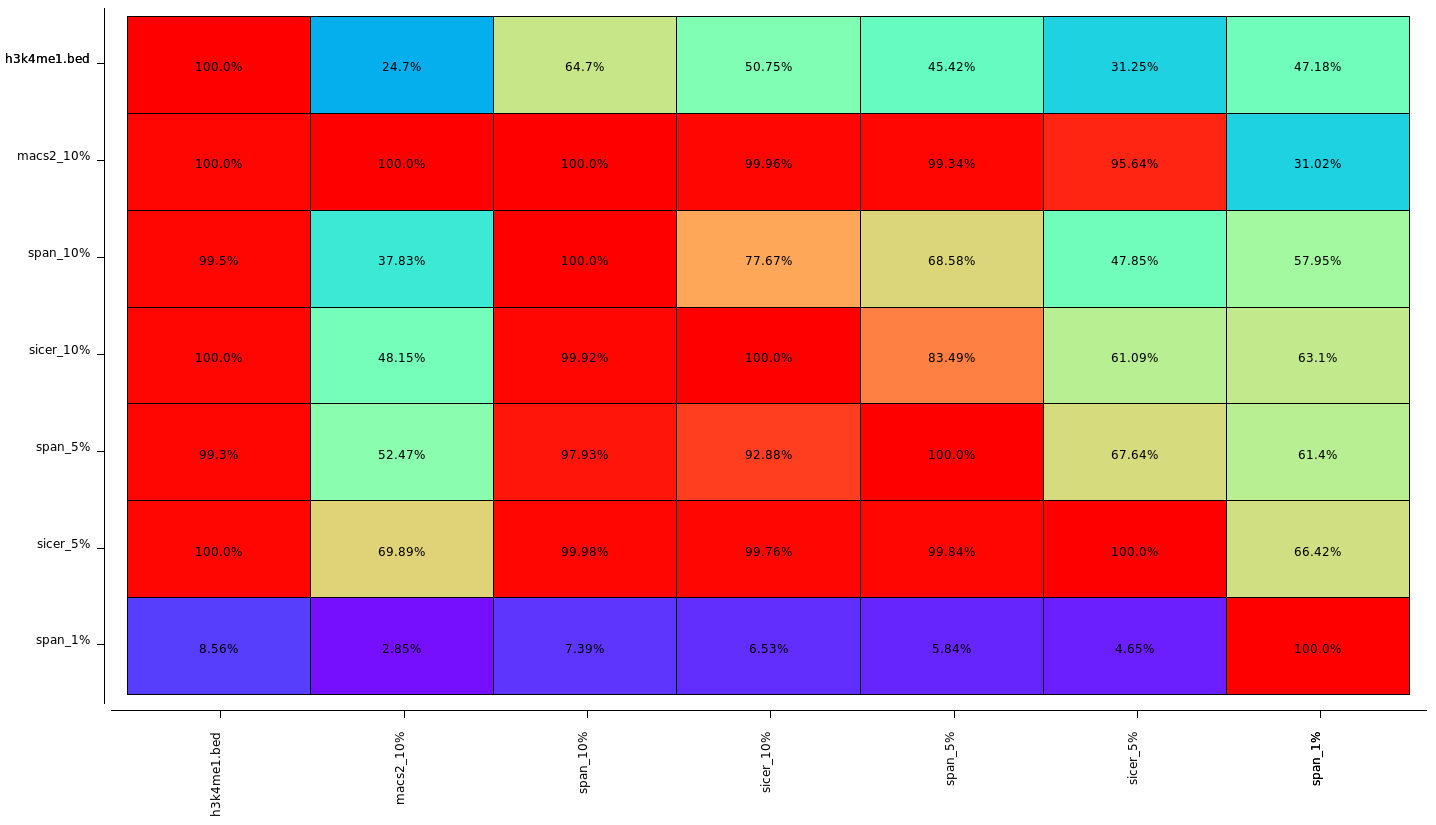 h3k4me1.bed 100.0% 24.7% 64.7% 50.75% 45.42% 31.25% 47.18%
macs2_10% 100.0% 100.0% 100.0% 99.96% 99.34% 95.64% 31.02%
span_10% 99.5% 37.83% 100.0% 77.67% 68.58% 47.85% 57.95%
sicer_10% 100.0% 48.15% 99.92% 100.0% 83.49% 61.09% 63.1%
span_5% 99.3% 52.47% 97.93% 92.88% 100.0% 67.64% 61.4%
sicer_5% 100.0% 69.89% 99.98% 99.76% 99.84% 100.0% 66.42%
span_1% 8.56% 2.85% 7.39% 6.53% 5.84% 4.65% 100.0%
h3k4me1.bed macs2_10% span_10% sicer_10% span_5% sicer_5% span_1%